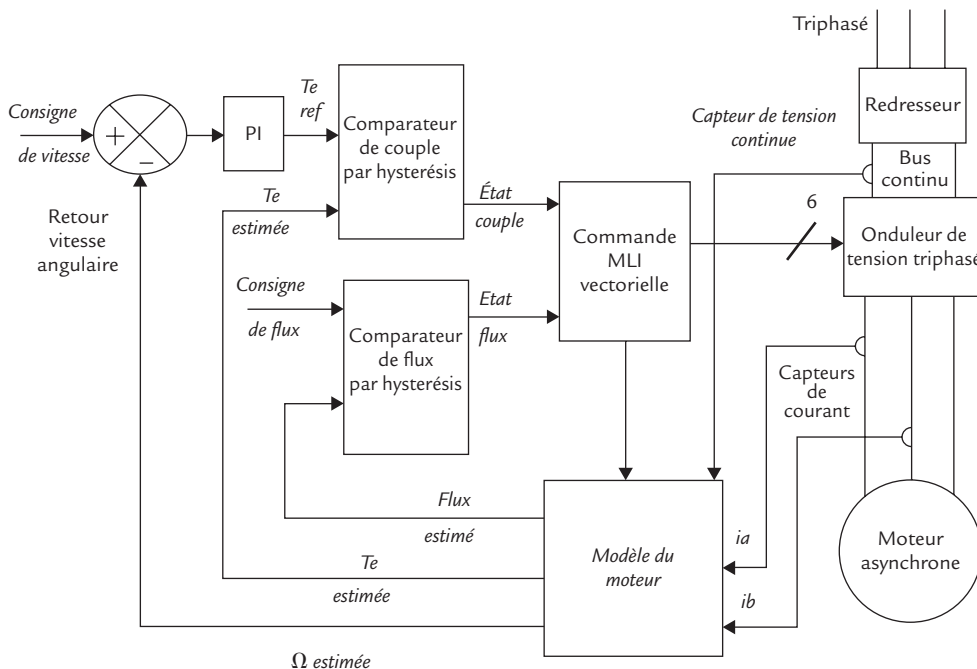 Triphasé
Redresseur
Capteur de tension
continue
Bus
continu
6
Onduleur de
tension triphasé
Consigne
de vitesse
+
–
PI
Te
ref
Comparateur
de couple
par hysterésis
Te
estimée
État
couple
Retour
vitesse
angulaire
Commande
MLI
vectorielle
Consigne
de flux
Comparateur
de flux
par hysterésis
Etat
flux
Capteurs
de
courant
Flux
estimé
Te
estimée
Ω estimée
Modèle du
moteur
ia
ib
Moteur
asynchrone